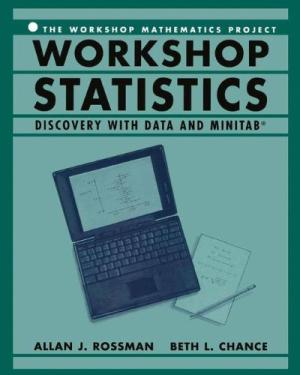 THE WORKSHOP MATHEMATICS PROJECT
WORKSHOP
STATISTICS
DISCOVERY WITH DATA AND MINITAB®
ALLAN J. ROSSMAN BETH L. CHANCE